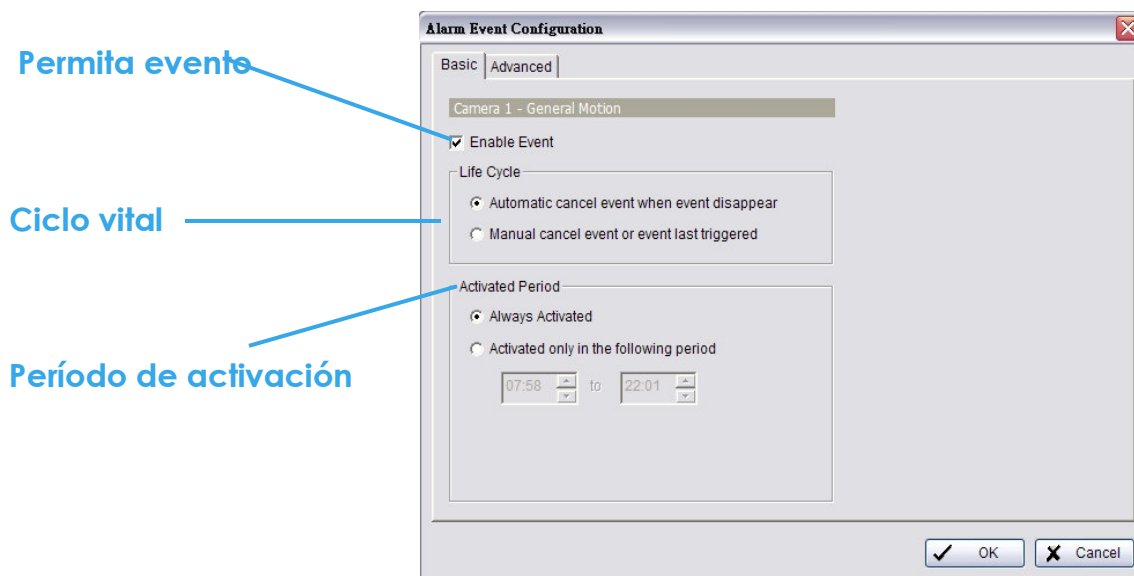 Alarm Event Configuration
Permita evento
Basic
Advanced
Camera 1 - General Motion
Enable Event
Life Cycle
Automatic cancel event when event disappear
Ciclo vital
Manual cancel event or event last triggered
Activated Period
Always Activated
Activated only in the following period
Período de activación
07:58 to 22:01
OK
Cancel